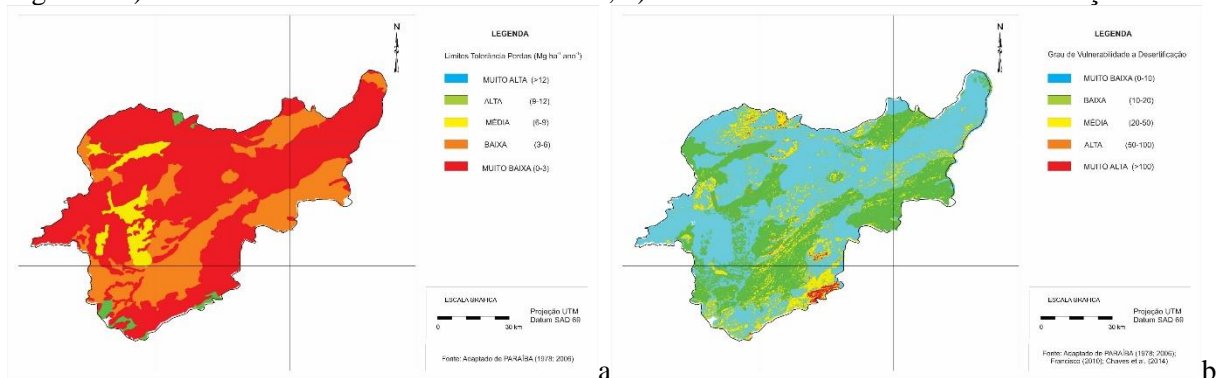 N
LEGENDA
Limites Tolerância Perdas (Mg ha⁻¹ ano⁻¹)
MUITO ALTA (>12)
ALTA (9-12)
MÉDIA (6-9)
BAIXA (3-6)
MUITO BAIXA (0-3)
ESCALA GRÁFICA
0 30 km
Projeção UTM
Datum SAD 69
Fonte: Adaptado de PARAÍBA (1978; 2006)
a
N
LEGENDA
Grau de Vulnerabilidade a Desertificação
MUITO BAIXA (0-10)
BAIXA (10-20)
MÉDIA (20-50)
ALTA (50-100)
MUITO ALTA (>100)
ESCALA GRÁFICA
0 30 km
Projeção UTM
Datum SAD 69
Fonte: Adaptado de PARAÍBA (1978; 2006);
Francisco (2010); Chaves et al. (2014)
b